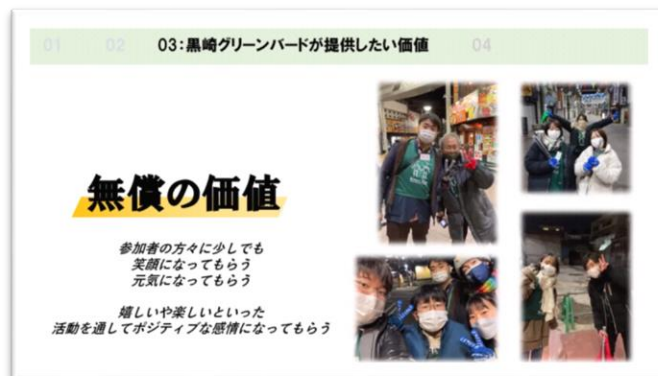 01 02 03：黒崎グリーンバードが提供したい価値 04
無償の価値
参加者の方々に少しでも
笑顔になってもらう
元気になってもらう
嬉しいや楽しいといった
活動を通してポジティブな感情になってもらう